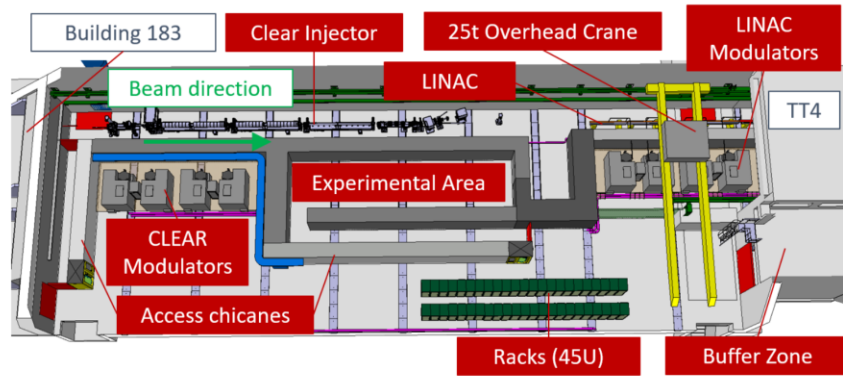 Building 183
Clear Injector
25t Overhead Crane
LINAC
Modulators
Beam direction
LINAC
TT4
Experimental Area
CLEAR
Modulators
Access chicanes
Racks (45U)
Buffer Zone